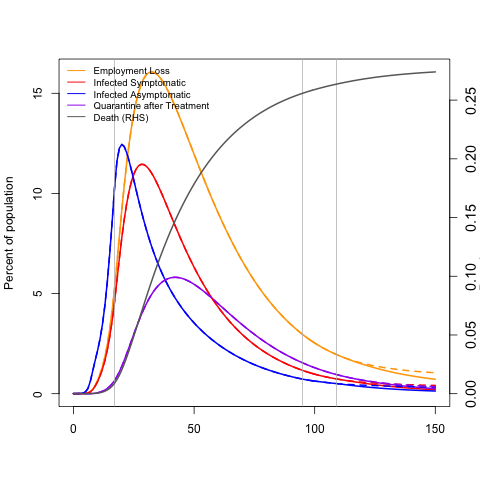 Employment Loss
Infected Symptomatic
Infected Asymptomatic
Quarantine after Treatment
Death (RHS)
Percent of population
15
10
5
0
0.25
0.20
0.15
0.10
0.05
0.00
0
50
100
150